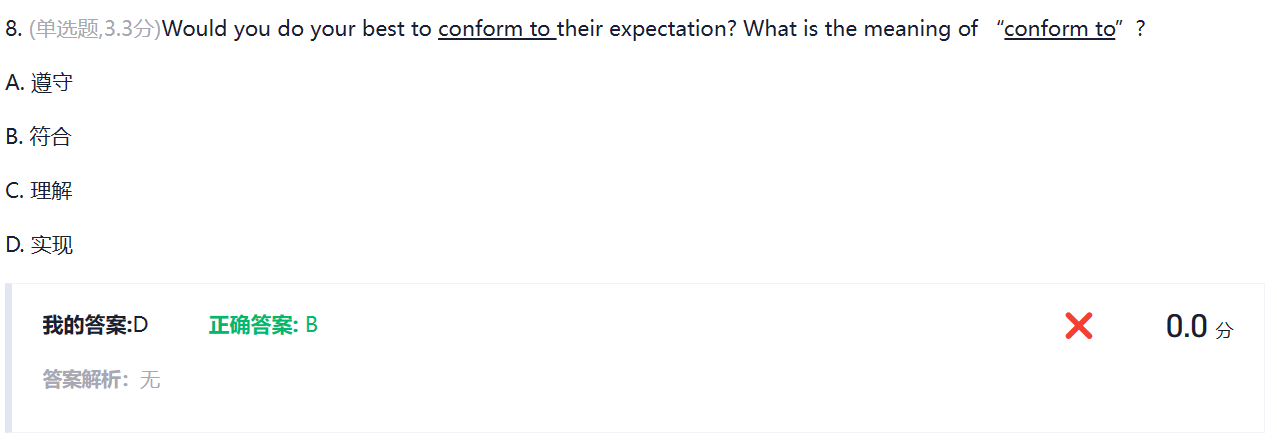 8. (单选题,3.3分)Would you do your best to conform to their expectation? What is the meaning of “conform to”?
A. 遵守
B. 符合
C. 理解
D. 实现
我的答案:D 正确答案: B 0.0 分
答案解析：无